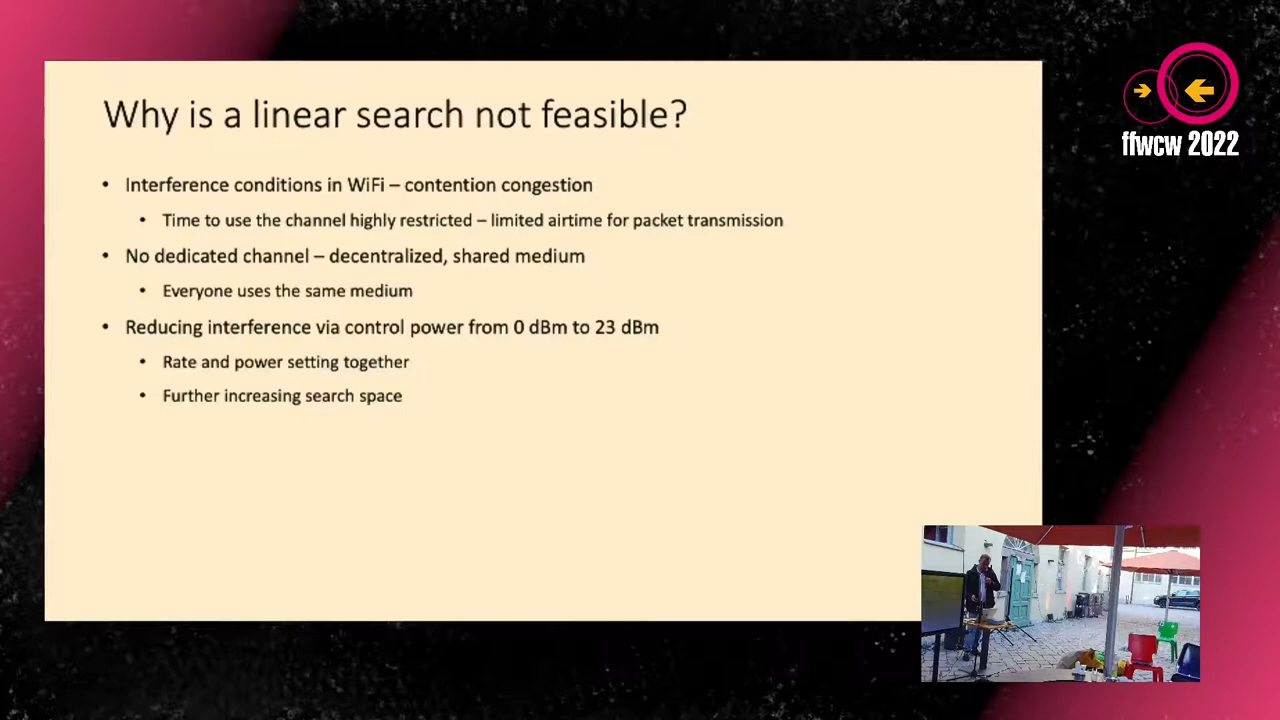 Why is a linear search not feasible?
• Interference conditions in WiFi – contention congestion
• Time to use the channel highly restricted – limited airtime for packet transmission
• No dedicated channel – decentralized, shared medium
• Everyone uses the same medium
• Reducing interference via control power from 0 dBm to 23 dBm
• Rate and power setting together
• Further increasing search space
ffwcw 2022